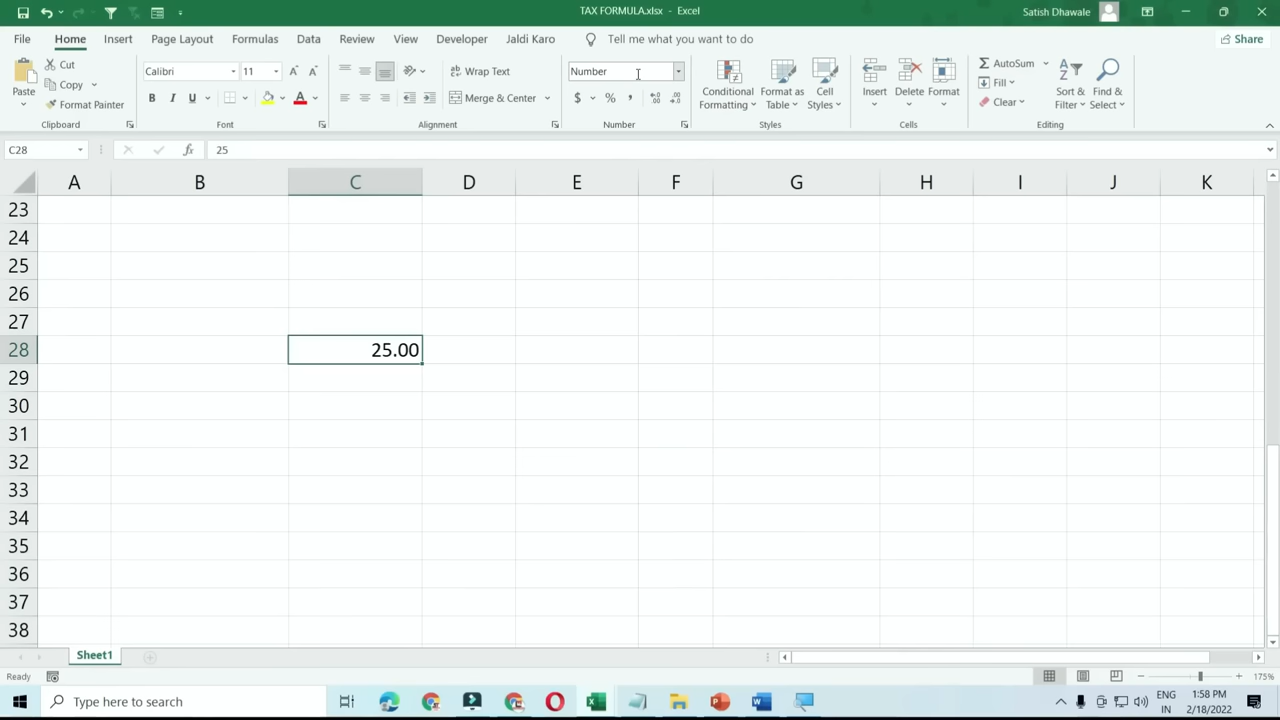 TAX FORMULA.xlsx - Excel
Satish Dhawale
File Home Insert Page Layout Formulas Data Review View Developer Jaldi Karo Tell me what you want to do Share
Paste
Cut
Copy
Format Painter
Clipboard
Calibri 11
B I U A
Font
Wrap Text
Merge & Center
Alignment
Number
$ % ,
Number
Conditional Formatting
Format as Table
Cell Styles
Styles
Insert
Delete
Format
Cells
AutoSum
Fill
Clear
Sort & Filter
Find & Select
Editing
C28 fx 25
A B C D E F G H I J K
23
24
25
26
27
28 25.00
29
30
31
32
33
34
35
36
37
38
Sheet1
Ready 175%
Type here to search
ENG
IN
1:58 PM
2/18/2022